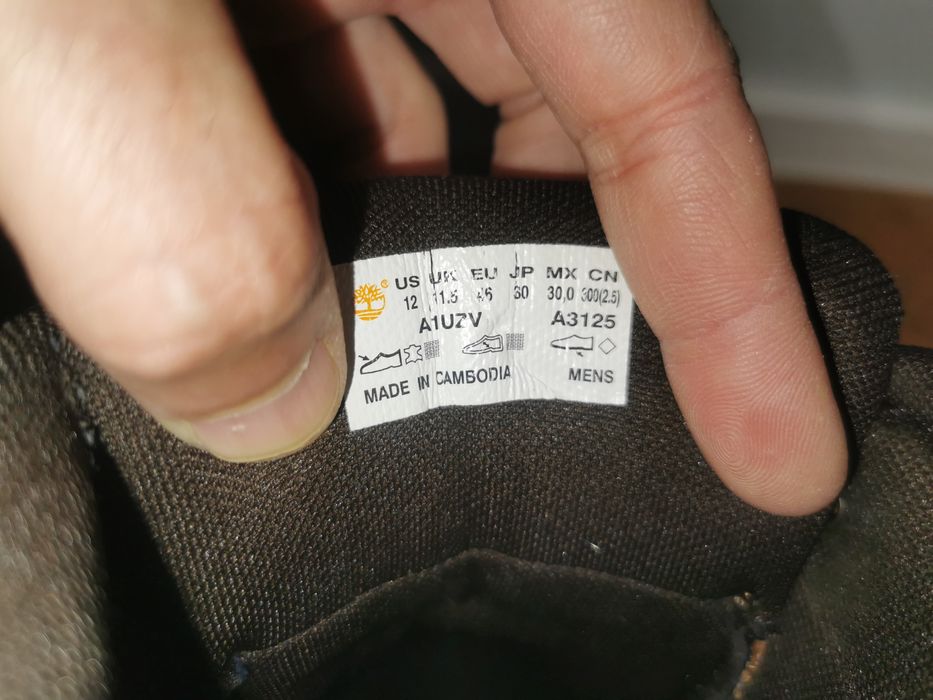 US UK EU JP MX CN
12 11.5 46 30 30,0 300(2.5)
A1UZV A3125
MADE IN CAMBODIA MENS